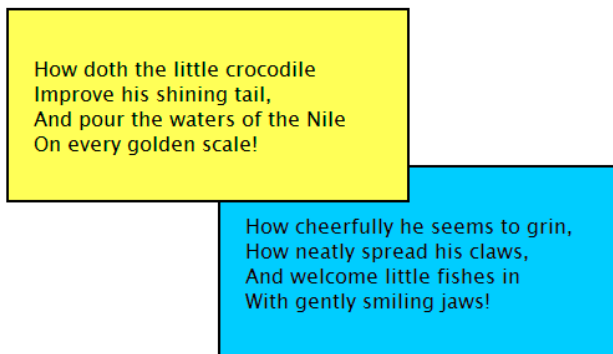 How doth the little crocodile
Improve his shining tail,
And pour the waters of the Nile
On every golden scale!
How cheerfully he seems to grin,
How neatly spread his claws,
And welcome little fishes in
With gently smiling jaws!